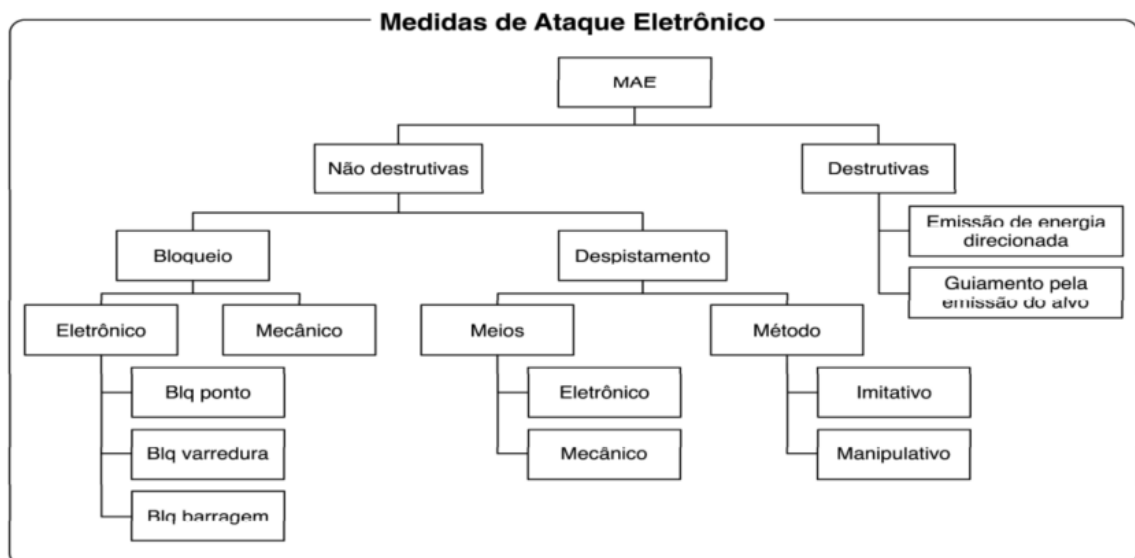 Medidas de Ataque Eletrônico
MAE
Não destrutivas
Destrutivas
Emissão de energia
direcionada
Guiamento pela
emissão do alvo
Bloqueio
Despistamento
Eletrônico
Mecânico
Meios
Método
Blq ponto
Blq varredura
Blq barragem
Eletrônico
Mecânico
Imitativo
Manipulativo